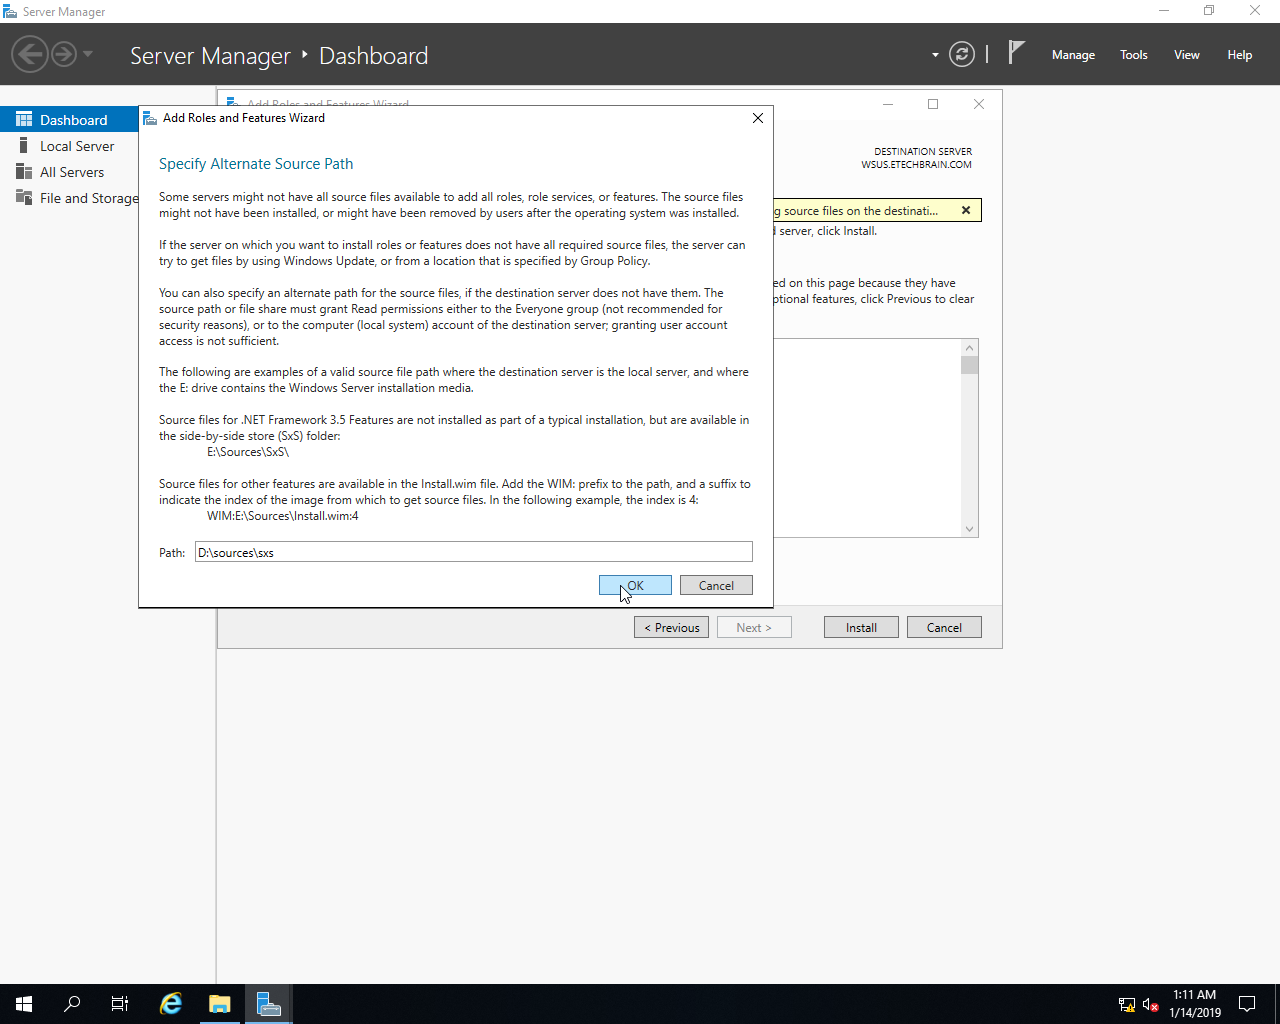 Server Manager
Server Manager
Dashboard
Manage
Tools
View
Help
Dashboard
Local Server
All Servers
File and Storage
Add Roles and Features Wizard
Add Roles and Features Wizard
DESTINATION SERVER
WSUS.ETECHBRAIN.COM
g source files on the destinati...
server, click Install.
ed on this page because they have
ptional features, click Previous to clear
Specify Alternate Source Path
Some servers might not have all source files available to add all roles, role services, or features. The source files
might not have been installed, or might have been removed by users after the operating system was installed.
If the server on which you want to install roles or features does not have all required source files, the server can
try to get files by using Windows Update, or from a location that is specified by Group Policy.
You can also specify an alternate path for the source files, if the destination server does not have them. The
source path or file share must grant Read permissions either to the Everyone group (not recommended for
security reasons), or to the computer (local system) account of the destination server; granting user account
access is not sufficient.
The following are examples of a valid source file path where the destination server is the local server, and where
the E: drive contains the Windows Server installation media.
Source files for .NET Framework 3.5 Features are not installed as part of a typical installation, but are available in
the side-by-side store (SxS) folder:
E:\Sources\SxS\
Source files for other features are available in the Install.wim file. Add the WIM: prefix to the path, and a suffix to
indicate the index of the image from which to get source files. In the following example, the index is 4:
WIM:E:\Sources\Install.wim:4
Path: D:\sources\sxs
OK
Cancel
< Previous
Next >
Install
Cancel
1:11 AM
1/14/2019